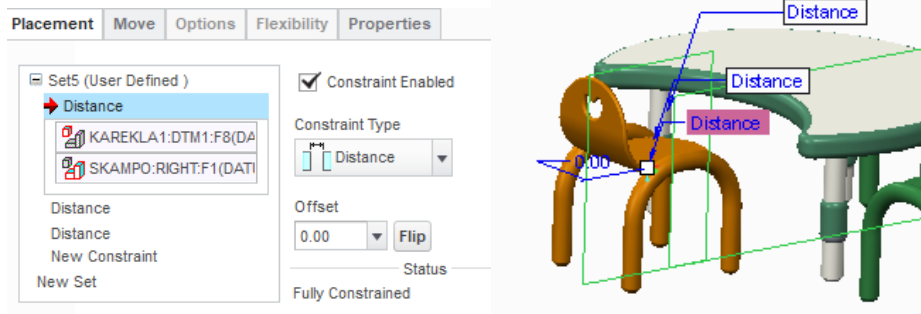 Placement Move Options Flexibility Properties
Set5 (User Defined )
Distance
KAREKLA1:DTM1:F8(DA
SKAMPO:RIGHT:F1(DATU
Distance
Distance
New Constraint
New Set
Constraint Enabled
Constraint Type
Distance
Offset
0.00 Flip
Status
Fully Constrained
Distance
Distance
Distance
0.00